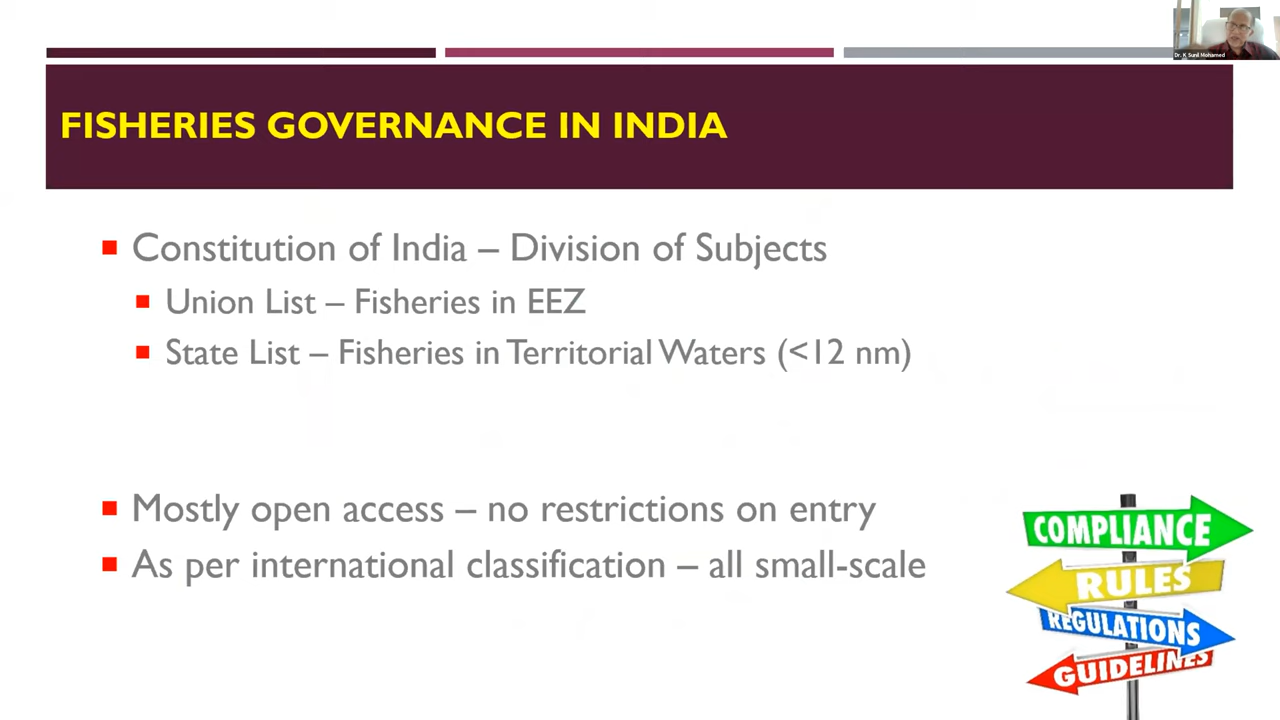 Dr. K Sunil Mohamed
FISHERIES GOVERNANCE IN INDIA
Constitution of India – Division of Subjects
Union List – Fisheries in EEZ
State List – Fisheries in Territorial Waters (<12 nm)
Mostly open access – no restrictions on entry
As per international classification – all small-scale
COMPLIANCE
RULES
REGULATIONS
GUIDELINES